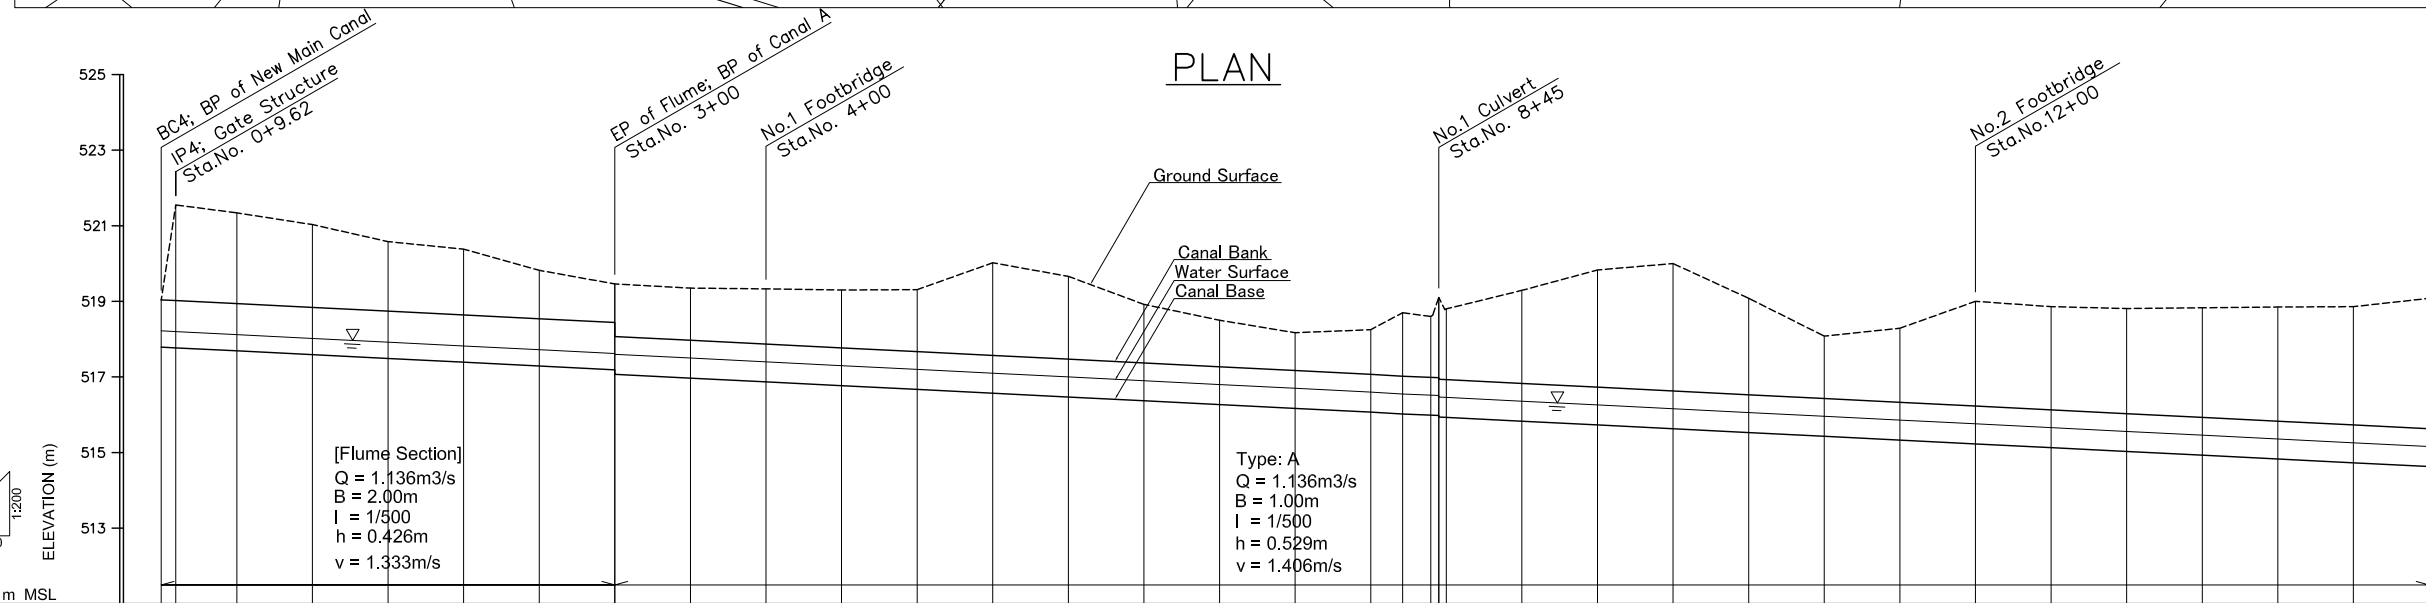 PLAN
BC4; BP of New Main Canal
IP4; Gate Structure
Sta.No. 0+9.62
EP of Flume; BP of Canal A
Sta.No. 3+00
No.1 Footbridge
Sta.No. 4+00
No.1 Culvert
Sta.No. 8+45
No.2 Footbridge
Sta.No.12+00
525
523
521
519
517
515
513
ELEVATION (m)
1:200
m MSL
Ground Surface
Canal Bank
Water Surface
Canal Base
[Flume Section]
Q = 1.136m3/s
B = 2.00m
I = 1/500
h = 0.426m
v = 1.333m/s
Type: A
Q = 1.136m3/s
B = 1.00m
I = 1/500
h = 0.529m
v = 1.406m/s